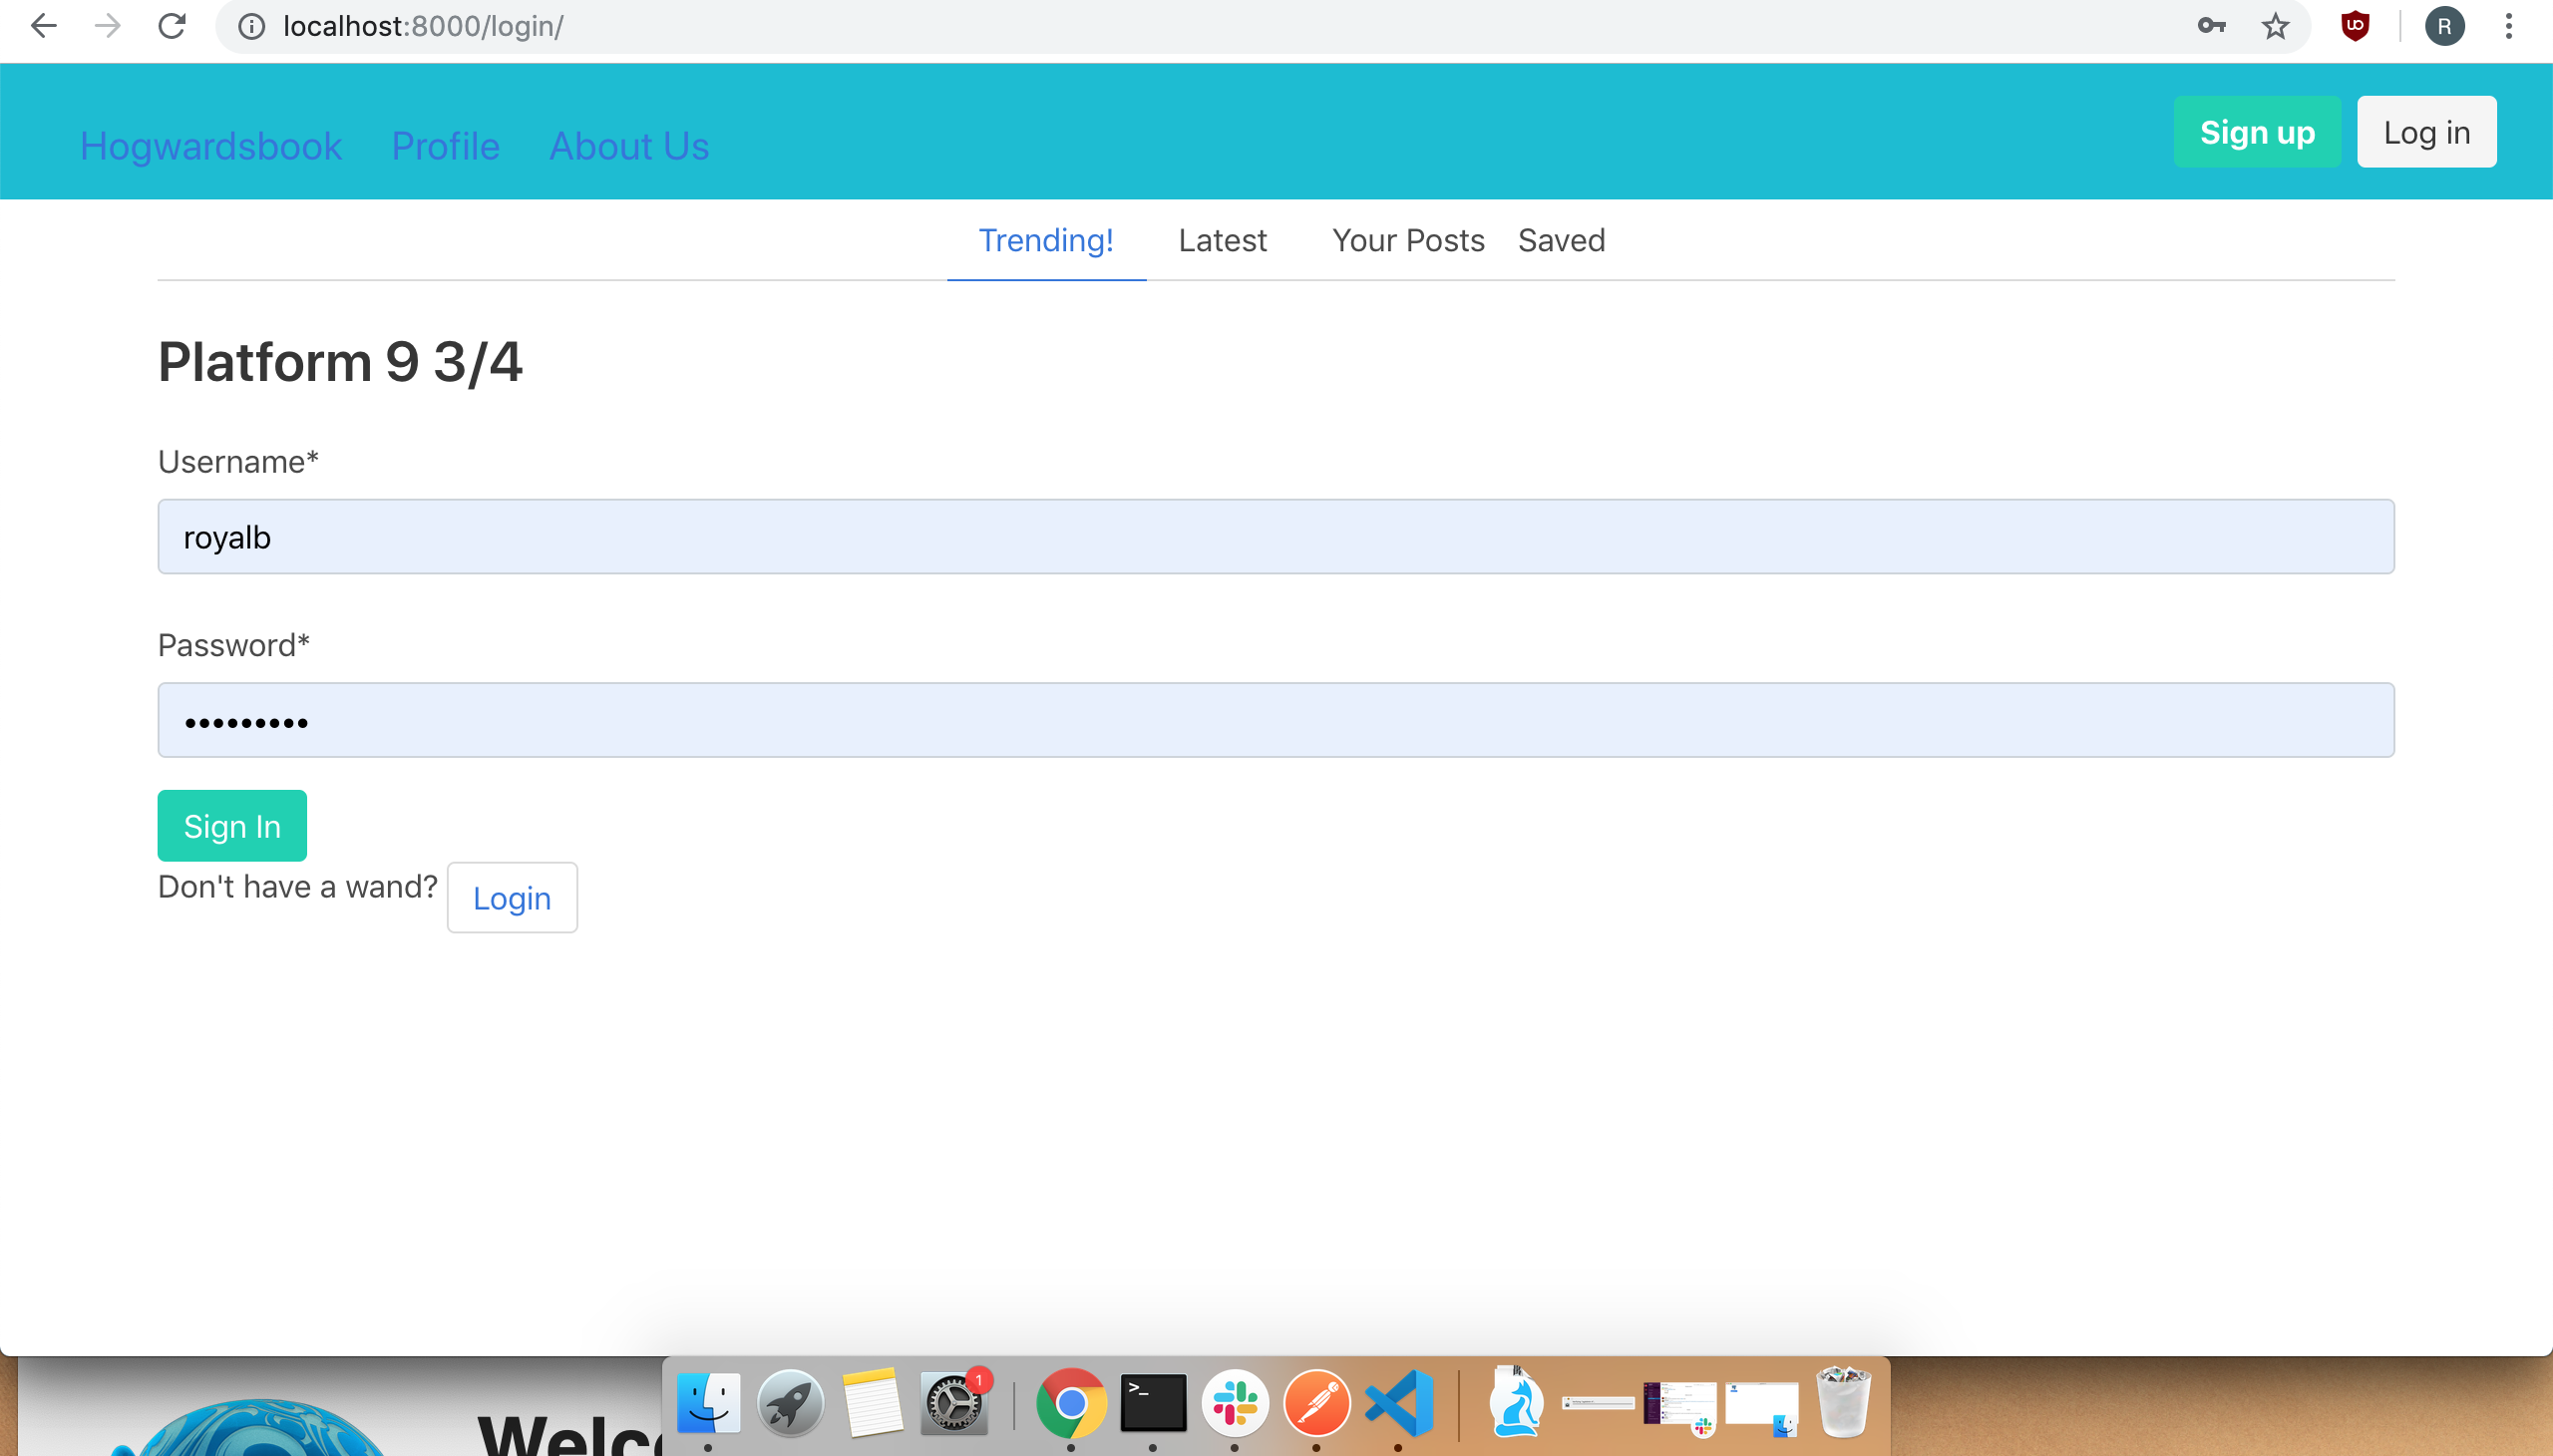 localhost:8000/login/
R
Hogwardsbook Profile About Us Sign up Log in
Trending! Latest Your Posts Saved
Platform 9 3/4
Username*
royalb
Password*
•••••••••
Sign In
Don't have a wand? Login
1
>_